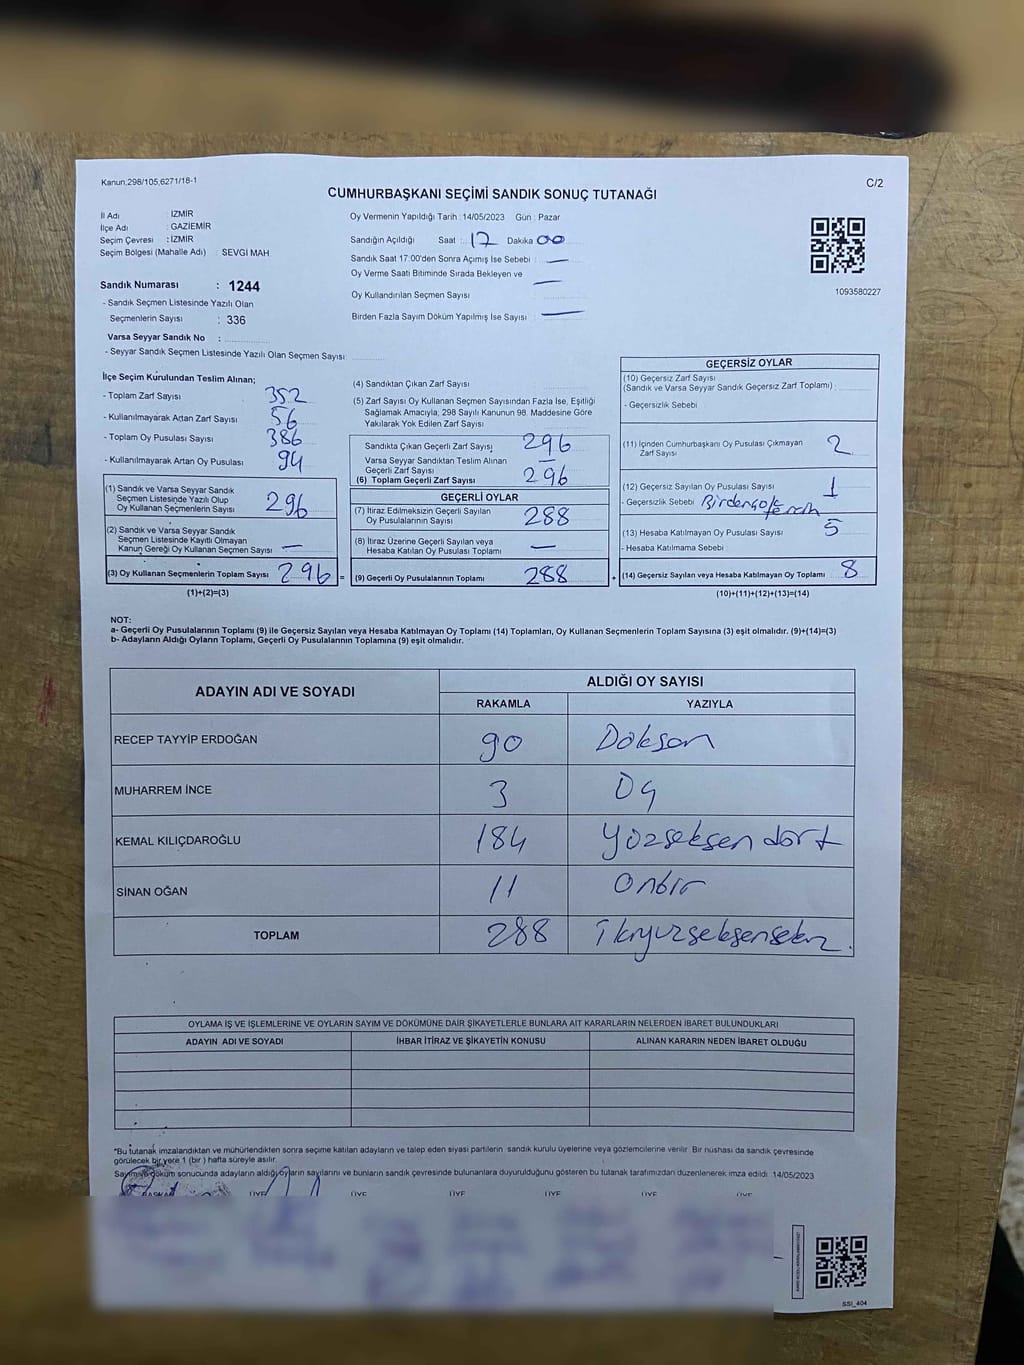 Kanun,298/105,6271/18-1
C/2
CUMHURBAŞKANI SEÇİMİ SANDIK SONUÇ TUTANAĞI
İl Adı : İZMİR
İlçe Adı : GAZİEMİR
Seçim Çevresi : İZMİR
Seçim Bölgesi (Mahalle Adı) : SEVGI MAH
Sandık Numarası : 1244
- Sandık Seçmen Listesinde Yazılı Olan
Seçmenlerin Sayısı : 336
Varsa Seyyar Sandık No :
- Seyyar Sandık Seçmen Listesinde Yazılı Olan Seçmen Sayısı:
Oy Vermenin Yapıldığı Tarih : 14/05/2023 Gün : Pazar
Sandığın Açıldığı Saat : 17 Dakika 00
Sandık Saat 17:00'den Sonra Açımış İse Sebebi : —
Oy Verme Saati Bitiminde Sırada Bekleyen ve —
Oy Kullandırılan Seçmen Sayısı
Birden Fazla Sayım Döküm Yapılmış İse Sayısı : —
1093580227
İlçe Seçim Kurulundan Teslim Alınan;
- Toplam Zarf Sayısı 352
- Kullanılmayarak Artan Zarf Sayısı 56
- Toplam Oy Pusulası Sayısı 386
- Kullanılmayarak Artan Oy Pusulası 94
(1) Sandık ve Varsa Seyyar Sandık
Seçmen Listesinde Yazılı Olup
Oy Kullanan Seçmenlerin Sayısı 296
(2) Sandık ve Varsa Seyyar Sandık
Seçmen Listesinde Kayıtlı Olmayan
Kanun Gereği Oy Kullanan Seçmen Sayısı —
(3) Oy Kullanan Seçmenlerin Toplam Sayısı 296 =
(1)+(2)=(3)
(4) Sandıktan Çıkan Zarf Sayısı
(5) Zarf Sayısı Oy Kullanan Seçmen Sayısından Fazla İse, Eşitliği
Sağlamak Amacıyla, 298 Sayılı Kanunun 98. Maddesine Göre
Yakılarak Yok Edilen Zarf Sayısı
Sandıkta Çıkan Geçerli Zarf Sayısı 296
Varsa Seyyar Sandıktan Teslim Alınan
Geçerli Zarf Sayısı —
(6) Toplam Geçerli Zarf Sayısı 296
GEÇERLİ OYLAR
(7) İtiraz Edilmeksizin Geçerli Sayılan
Oy Pusulalarının Sayısı 288
(8) İtiraz Üzerine Geçerli Sayılan veya
Hesaba Katılan Oy Pusulası Toplamı —
(9) Geçerli Oy Pusulalarının Toplamı 288 +
GEÇERSİZ OYLAR
(10) Geçersiz Zarf Sayısı
(Sandık ve Varsa Seyyar Sandık Geçersiz Zarf Toplamı) :
- Geçersizlik Sebebi
(11) İçinden Cumhurbaşkanı Oy Pusulası Çıkmayan
Zarf Sayısı 2
(12) Geçersiz Sayılan Oy Pusulası Sayısı 1
- Geçersizlik Sebebi
(13) Hesaba Katılmayan Oy Pusulası Sayısı 5
- Hesaba Katılmama Sebebi
(14) Geçersiz Sayılan veya Hesaba Katılmayan Oy Toplamı 8
(10)+(11)+(12)+(13)=(14)
NOT:
a- Geçerli Oy Pusulalarının Toplamı (9) ile Geçersiz Sayılan veya Hesaba Katılmayan Oy Toplamı (14) Toplamları, Oy Kullanan Seçmenlerin Toplam Sayısına (3) eşit olmalıdır. (9)+(14)=(3)
b- Adayların Aldığı Oyların Toplamı, Geçerli Oy Pusulalarının Toplamına (9) eşit olmalıdır.
ADAYIN ADI VE SOYADI
ALDIĞI OY SAYISI
RAKAMLA YAZIYLA
RECEP TAYYİP ERDOĞAN 90 Doksan
MUHARREM İNCE 3 Üç
KEMAL KILIÇDAROĞLU 184 Yüzseksen dört
SİNAN OĞAN 11 Onbir
TOPLAM 288 ikiyüzseksensekiz
OYLAMA İŞ VE İŞLEMLERİNE VE OYLARIN SAYIM VE DÖKÜMÜNE DAİR ŞİKAYETLERLE BUNLARA AİT KARARLARIN NELERDEN İBARET BULUNDUKLARI
ADAYIN ADI VE SOYADI İHBAR İTİRAZ VE ŞİKAYETİN KONUSU ALINAN KARARIN NEDEN İBARET OLDUĞU
*Bu tutanak imzalandıktan ve mühürlendikten sonra seçime katılan adayların ve talep eden siyasi partilerin sandık kurulu üyelerine veya gözlemcilerine verilir. Bir nüshası da sandık çevresinde
görülecek bir yere 1 (bir) hafta süreyle asılır.
Sayım ve döküm sonucunda adayların aldığı oyların sayılarını ve bunların sandık çevresinde bulunanlara duyurulduğunu gösteren bu tutanak tarafımızdan düzenlenerek imza edildi. 14/05/2023
BAŞKAN ÜYE ÜYE ÜYE ÜYE ÜYE ÜYE
SSI_404